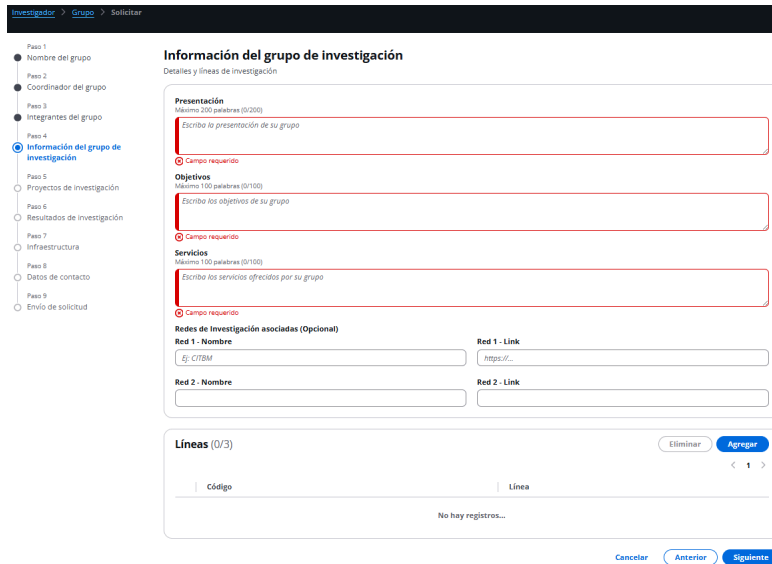 Investigador > Grupo > Solicitar
Paso 1
Nombre del grupo
Paso 2
Coordinador del grupo
Paso 3
Integrantes del grupo
Paso 4
Información del grupo de
investigación
Paso 5
Proyectos de investigación
Paso 6
Resultados de investigación
Paso 7
Infraestructura
Paso 8
Datos de contacto
Paso 9
Envío de solicitud
Información del grupo de investigación
Detalles y líneas de investigación
Presentación
Máximo 200 palabras (0/200)
Escriba la presentación de su grupo
Campo requerido
Objetivos
Máximo 100 palabras (0/100)
Escriba los objetivos de su grupo
Campo requerido
Servicios
Máximo 100 palabras (0/100)
Escriba los servicios ofrecidos por su grupo
Campo requerido
Redes de Investigación asociadas (Opcional)
Red 1 - Nombre Red 1 - Link
Ej: CITBM https://...
Red 2 - Nombre Red 2 - Link
Líneas (0/3) Eliminar Agregar
< 1 >
Código Línea
No hay registros...
Cancelar Anterior Siguiente